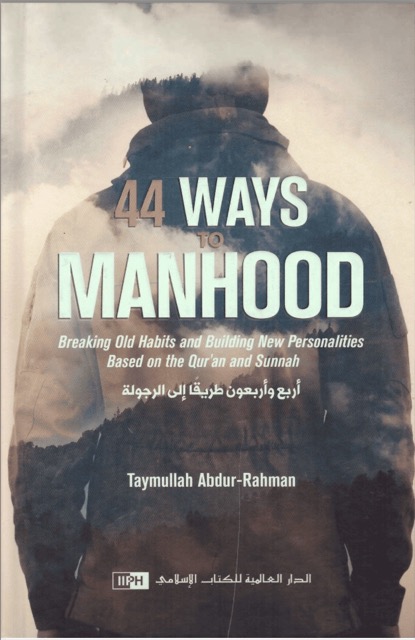 44 WAYS
TO
MANHOOD
Breaking Old Habits and Building New Personalities
Based on the Qur'an and Sunnah
أربع وأربعون طريقا إلى الرجولة
Taymullah Abdur-Rahman
IIPH
الدار العالمية للكتاب الإسلامي